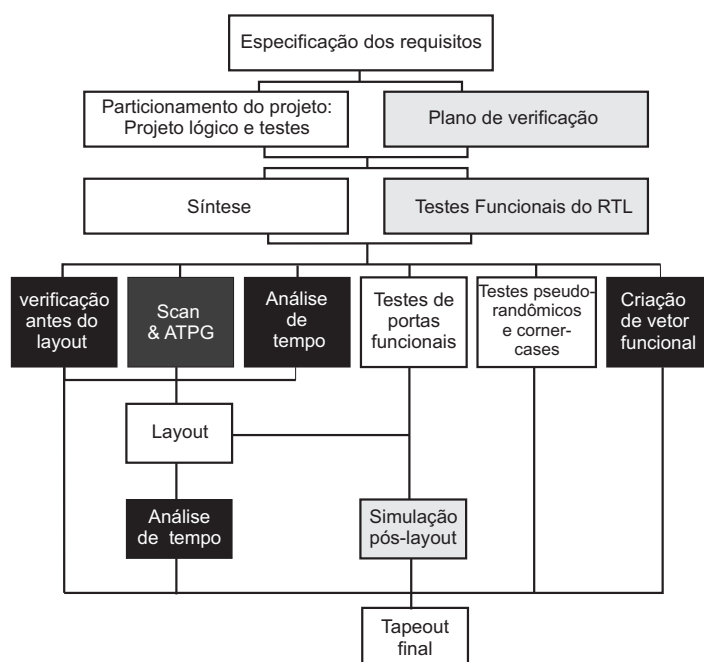 Especificação dos requisitos
Particionamento do projeto:
Projeto lógico e testes
Plano de verificação
Síntese
Testes Funcionais do RTL
verificação
antes do
layout
Scan
& ATPG
Análise
de
tempo
Testes de
portas
funcionais
Testes pseudo-
randômicos
e corner-
cases
Criação
de vetor
funcional
Layout
Análise
de tempo
Simulação
pós-layout
Tapeout
final